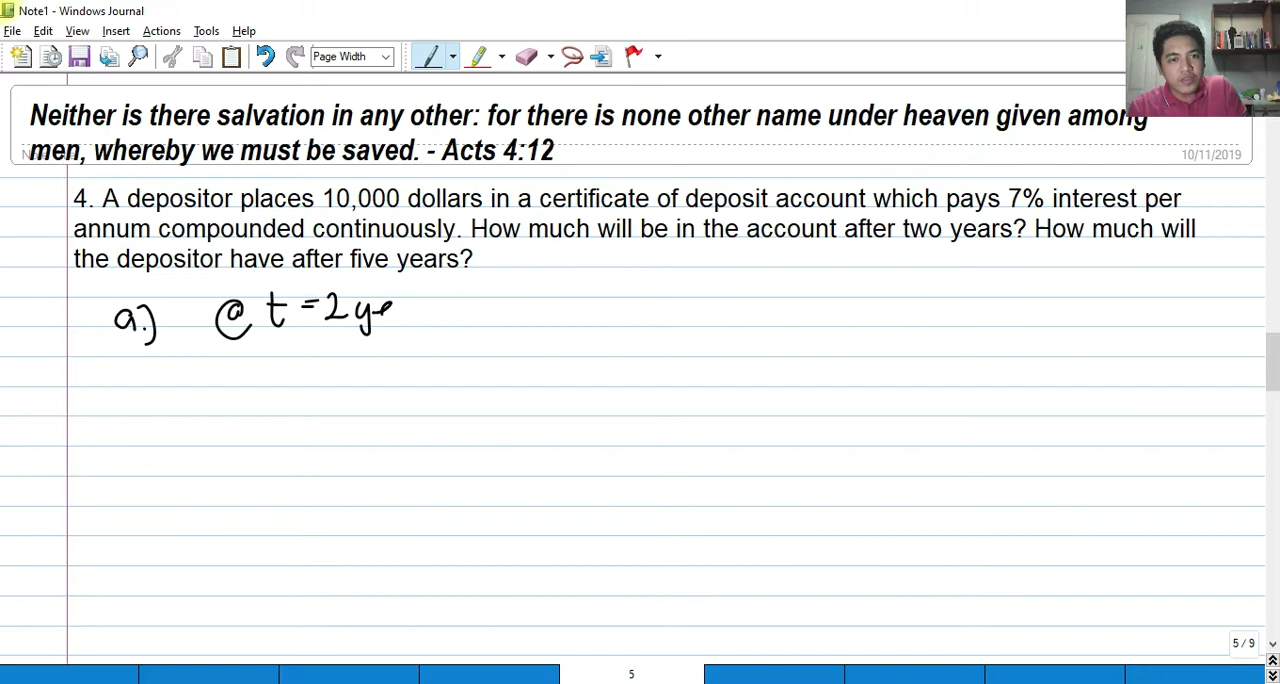 Note1 - Windows Journal
File Edit View Insert Actions Tools Help
Page Width
Neither is there salvation in any other: for there is none other name under heaven given among
men, whereby we must be saved. - Acts 4:12
10/11/2019
4. A depositor places 10,000 dollars in a certificate of deposit account which pays 7% interest per
annum compounded continuously. How much will be in the account after two years? How much will
the depositor have after five years?
a.) @ t = 2 ye
5 / 9
5